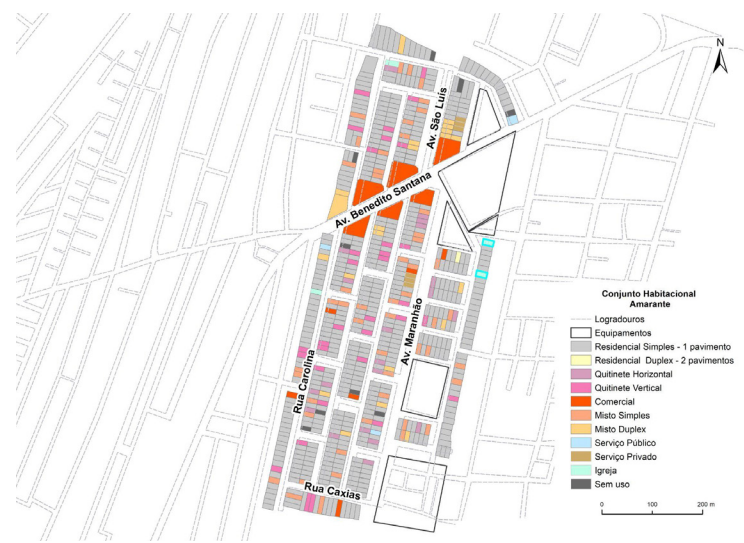 N
Av. São Luís
Av. Benedito Santana
Av. Maranhão
Rua Carolina
Rua Caxias
Conjunto Habitacional
Amarante
Logradouros
Equipamentos
Residencial Simples - 1 pavimento
Residencial Duplex - 2 pavimentos
Quitinete Horizontal
Quitinete Vertical
Comercial
Misto Simples
Misto Duplex
Serviço Público
Serviço Privado
Igreja
Sem uso
0 100 200 m